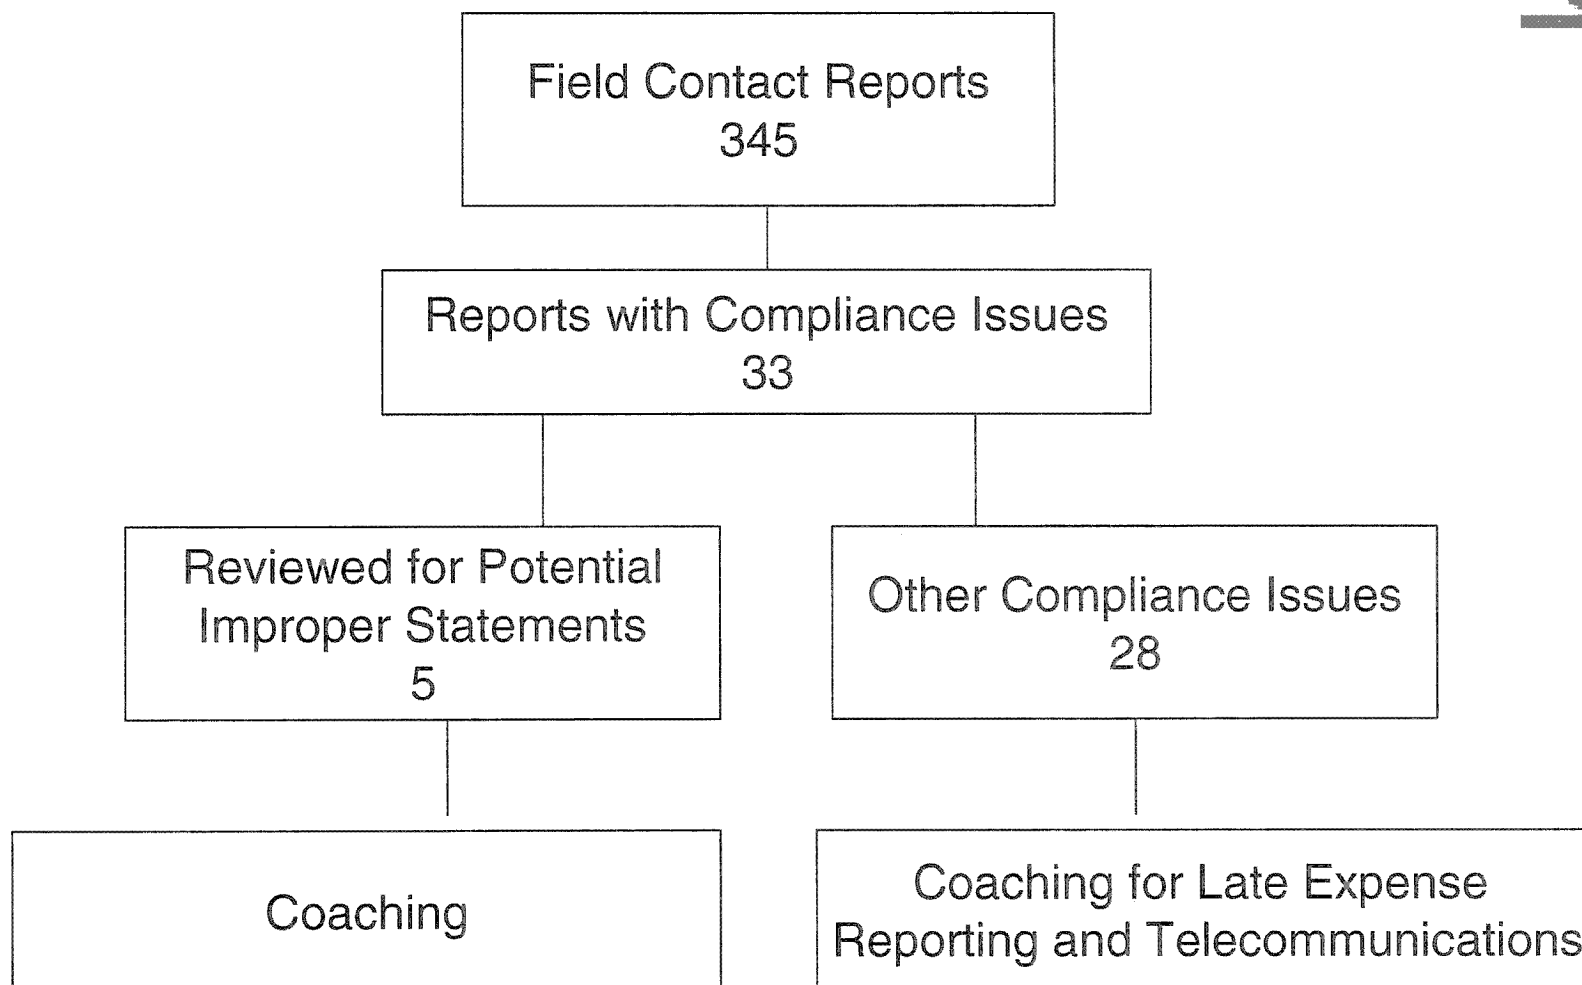 Field Contact Reports
345
Reports with Compliance Issues
33
Reviewed for Potential
Improper Statements
5
Other Compliance Issues
28
Coaching
Coaching for Late Expense
Reporting and Telecommunications